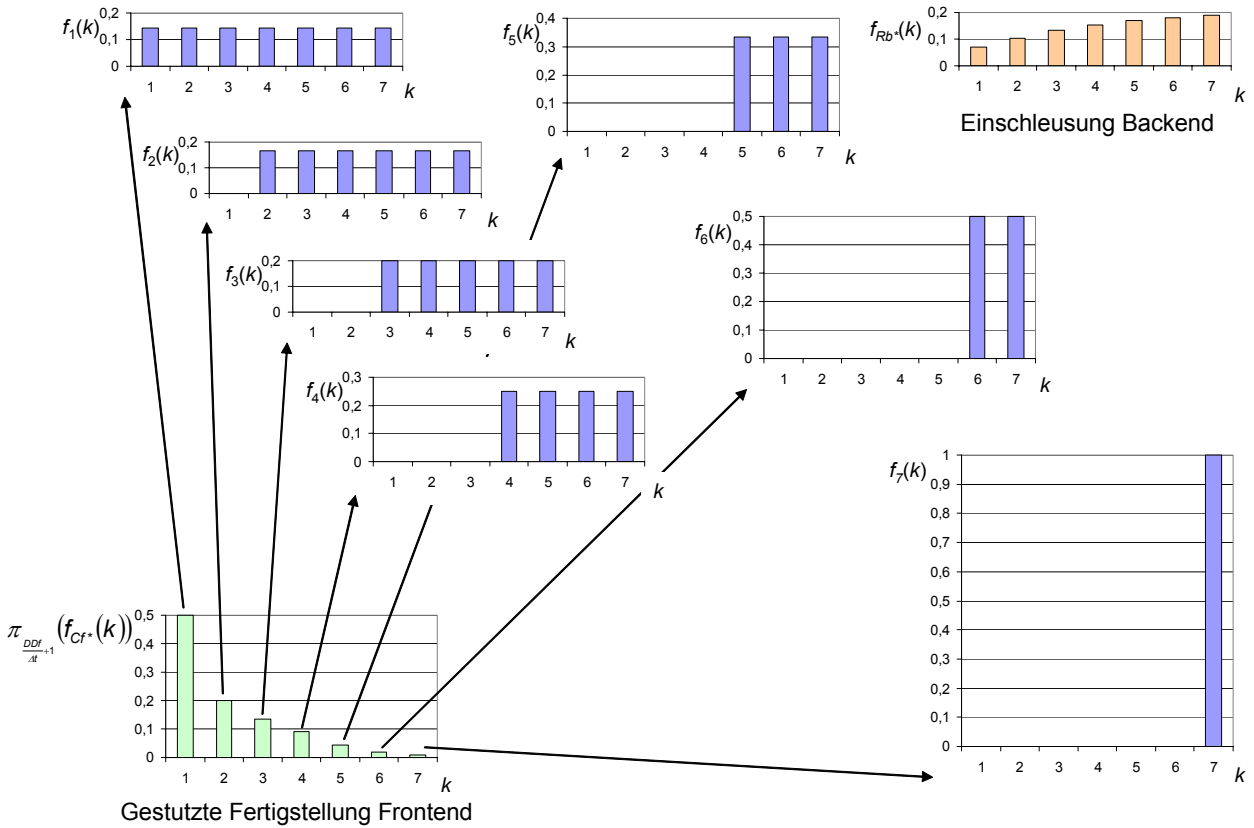 f1(k)
0,2
0,1
0
1 2 3 4 5 6 7
k
f5(k)
0,4
0,3
0,2
0,1
0
1 2 3 4 5 6 7
k
fRb*(k)
0,2
0,1
0
1 2 3 4 5 6 7
k
Einschleusung Backend
f2(k)
0,2
0,1
0
1 2 3 4 5 6 7
k
f3(k)
0,2
0,1
0
1 2 3 4 5 6 7
k
f6(k)
0,5
0,4
0,3
0,2
0,1
0
1 2 3 4 5 6 7
k
f4(k)
0,3
0,2
0,1
0
1 2 3 4 5 6 7
k
f7(k)
1
0,9
0,8
0,7
0,6
0,5
0,4
0,3
0,2
0,1
0
1 2 3 4 5 6 7
k
π DDf/Δt+1 (fCf*(k))
0,5
0,4
0,3
0,2
0,1
0
1 2 3 4 5 6 7
k
Gestutzte Fertigstellung Frontend